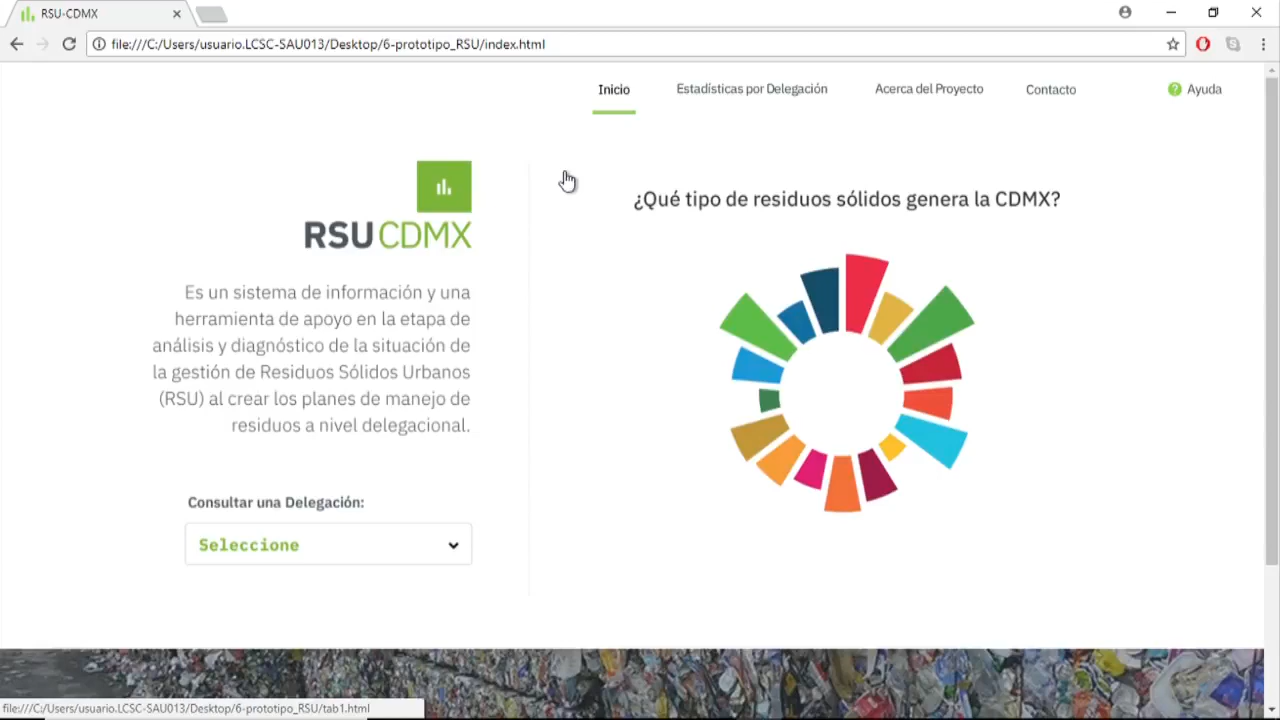 RSU-CDMX
file:///C:/Users/usuario.LCSC-SAU013/Desktop/6-prototipo_RSU/index.html
Inicio
Estadísticas por Delegación
Acerca del Proyecto
Contacto
Ayuda
RSU CDMX
Es un sistema de información y una
herramienta de apoyo en la etapa de
análisis y diagnóstico de la situación de
la gestión de Residuos Sólidos Urbanos
(RSU) al crear los planes de manejo de
residuos a nivel delegacional.
Consultar una Delegación:
Seleccione
¿Qué tipo de residuos sólidos genera la CDMX?
file:///C:/Users/usuario.LCSC-SAU013/Desktop/6-prototipo_RSU/tab1.html